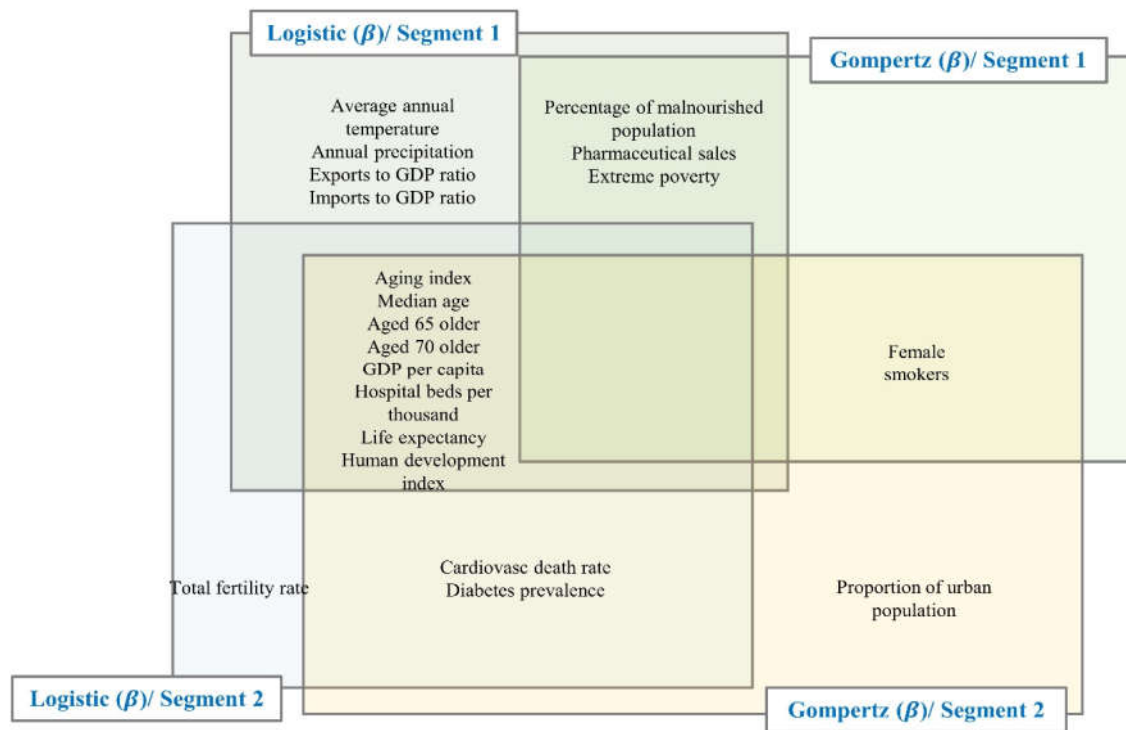 Logistic (β)/ Segment 1
Gompertz (β)/ Segment 1
Average annual
temperature
Annual precipitation
Exports to GDP ratio
Imports to GDP ratio
Percentage of malnourished
population
Pharmaceutical sales
Extreme poverty
Aging index
Median age
Aged 65 older
Aged 70 older
GDP per capita
Hospital beds per
thousand
Life expectancy
Human development
index
Female
smokers
Total fertility rate
Cardiovasc death rate
Diabetes prevalence
Proportion of urban
population
Logistic (β)/ Segment 2
Gompertz (β)/ Segment 2